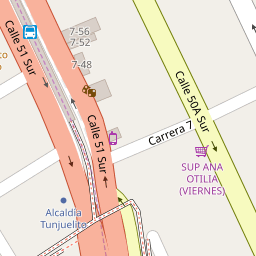 Calle 51 Sur
7-56
7-52
7-48
to
o
Calle 50A Sur
Calle 51 Sur
Carrera 7
SUP ANA
OTILIA
(VIERNES)
Alcaldía
Tunjuelito